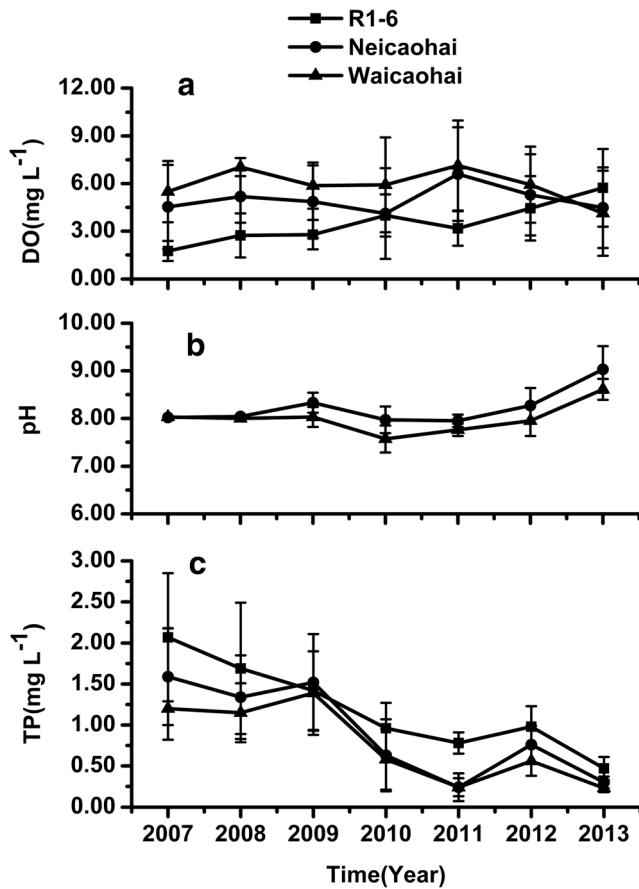 R1-6
Neicaohai
Waicaohai
a
12.00
9.00
6.00
3.00
0.00
DO(mg L⁻¹)
b
10.00
9.00
8.00
7.00
6.00
pH
c
3.00
2.50
2.00
1.50
1.00
0.50
0.00
TP(mg L⁻¹)
2007 2008 2009 2010 2011 2012 2013
Time(Year)